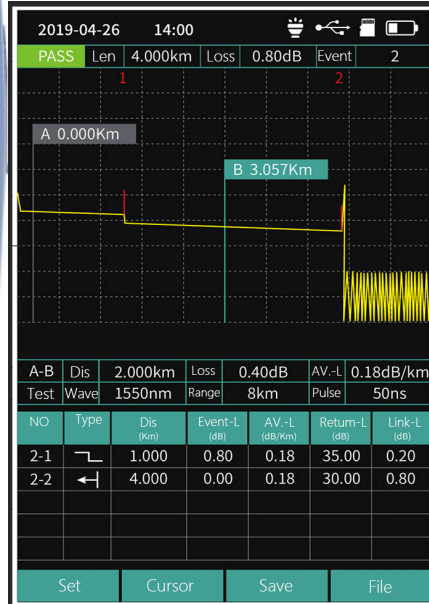 2019-04-26 14:00
PASS Len 4.000km Loss 0.80dB Event 2
1 2
A 0.000Km
B 3.057Km
A-B Dis 2.000km Loss 0.40dB AV.-L 0.18dB/km
Test Wave 1550nm Range 8km Pulse 50ns
NO Type Dis (Km) Event-L (dB) AV.-L (dB/Km) Retum-L (dB) Link-L (dB)
2-1 1.000 0.80 0.18 35.00 0.20
2-2 4.000 0.00 0.18 30.00 0.80
Set Cursor Save File